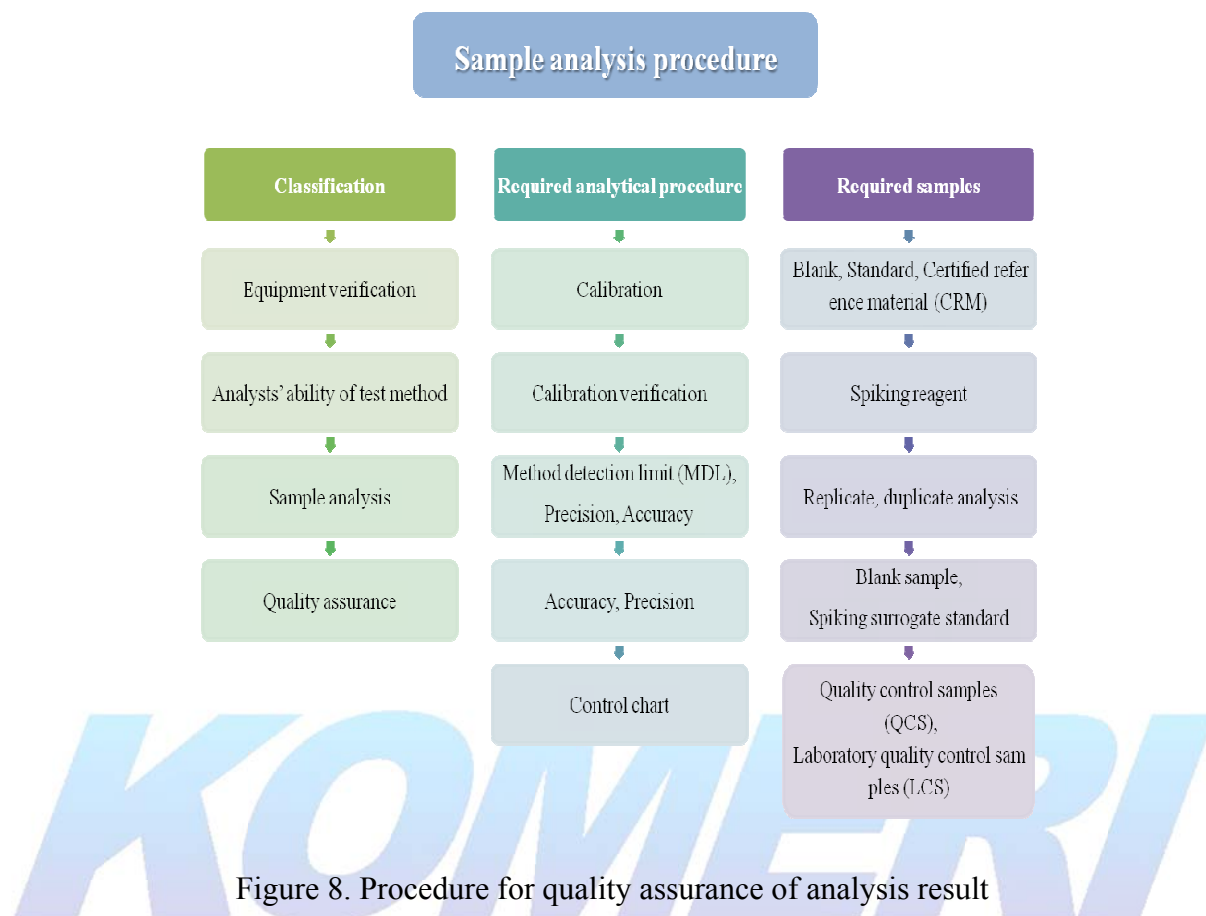 Sample analysis procedure
Classification
Equipment verification
Analysts' ability of test method
Sample analysis
Quality assurance
Required analytical procedure
Calibration
Calibration verification
Method detection limit (MDL),
Precision, Accuracy
Accuracy, Precision
Control chart
Required samples
Blank, Standard, Certified refer
ence material (CRM)
Spiking reagent
Replicate, duplicate analysis
Blank sample,
Spiking surrogate standard
Quality control samples
(QCS),
Laboratory quality control sam
ples (LCS)
KOMERI
Figure 8. Procedure for quality assurance of analysis result